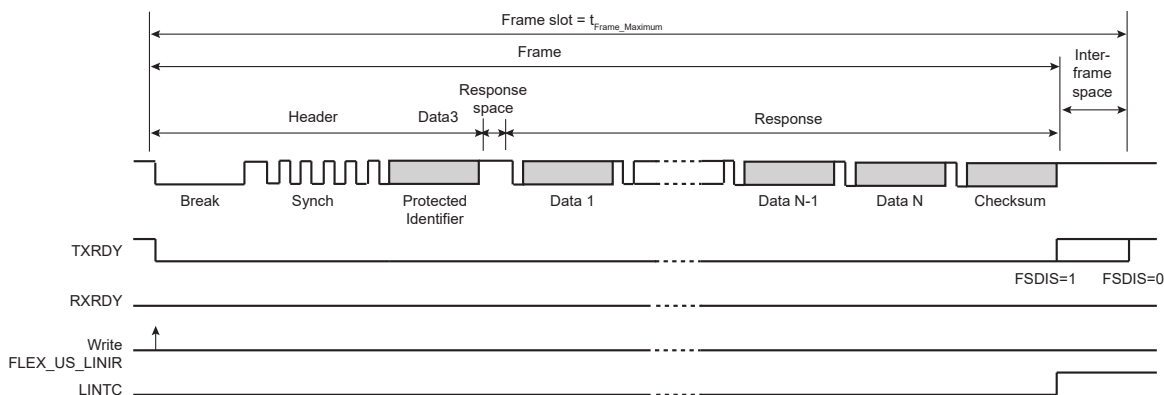 Frame slot = tFrame_Maximum
Frame
Inter-
frame
space
Response
space
Header
Data3
Response
Break
Synch
Protected
Identifier
Data 1
Data N-1
Data N
Checksum
TXRDY
FSDIS=1
FSDIS=0
RXRDY
Write
FLEX_US_LINIR
LINTC